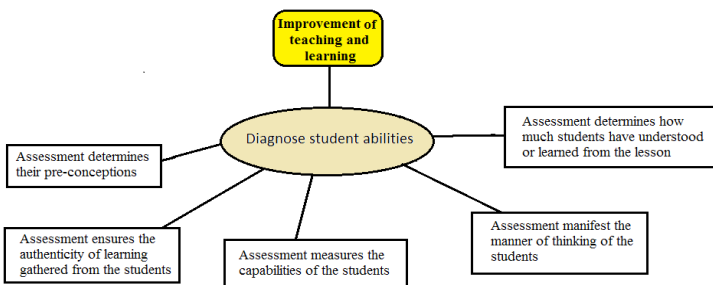 Improvement of
teaching and
learning
Diagnose student abilities
Assessment determines how
much students have understood
or learned from the lesson
Assessment determines
their pre-conceptions
Assessment manifest the
manner of thinking of the
students
Assessment ensures the
authenticity of learning
gathered from the students
Assessment measures the
capabilities of the students